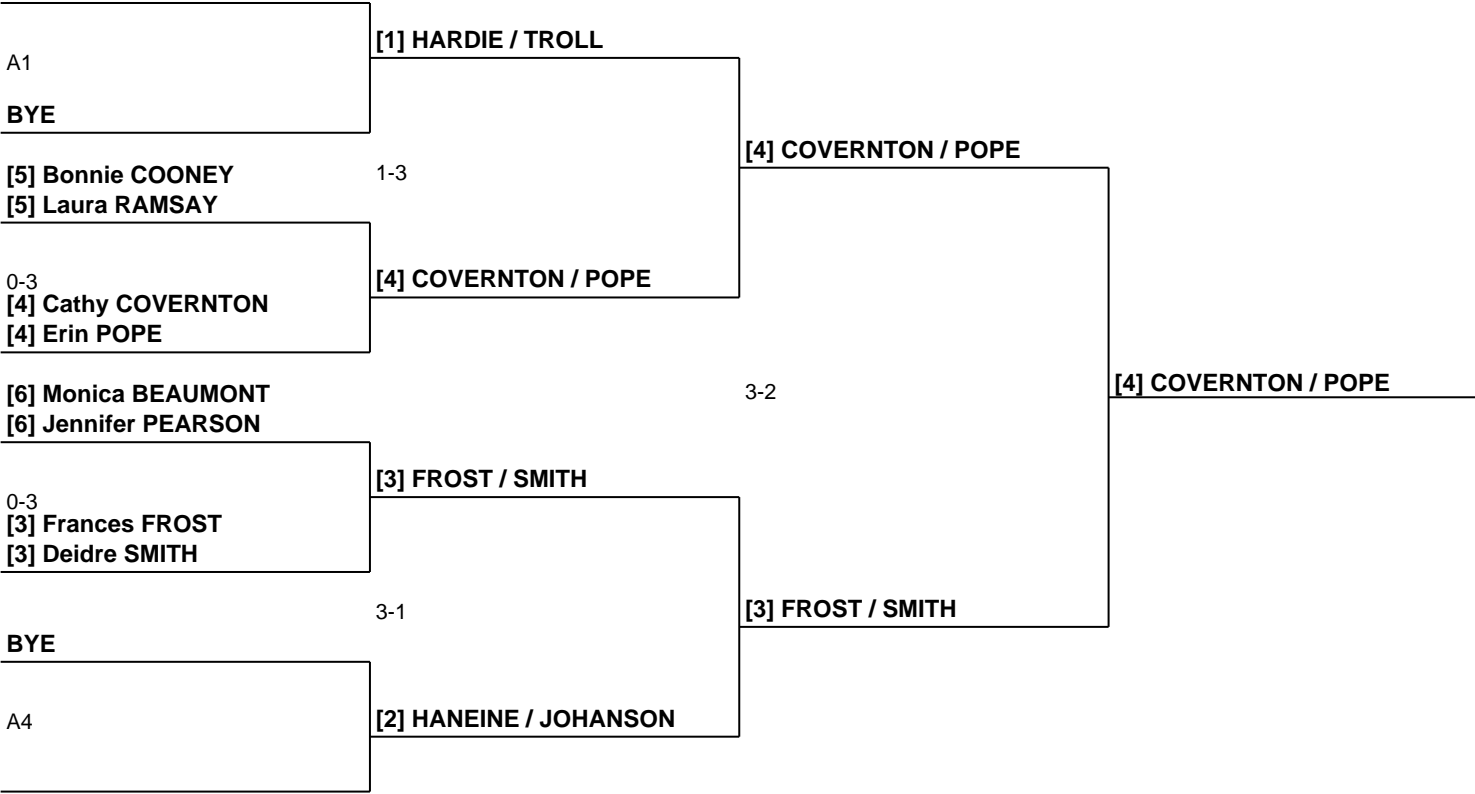 [1] HARDIE / TROLL
A1
BYE
[4] COVERNTON / POPE
[5] Bonnie COONEY
1-3
[5] Laura RAMSAY
0-3
[4] COVERNTON / POPE
[4] Cathy COVERNTON
[4] Erin POPE
[6] Monica BEAUMONT
3-2
[4] COVERNTON / POPE
[6] Jennifer PEARSON
[3] FROST / SMITH
0-3
[3] Frances FROST
[3] Deidre SMITH
3-1
[3] FROST / SMITH
BYE
A4
[2] HANEINE / JOHANSON